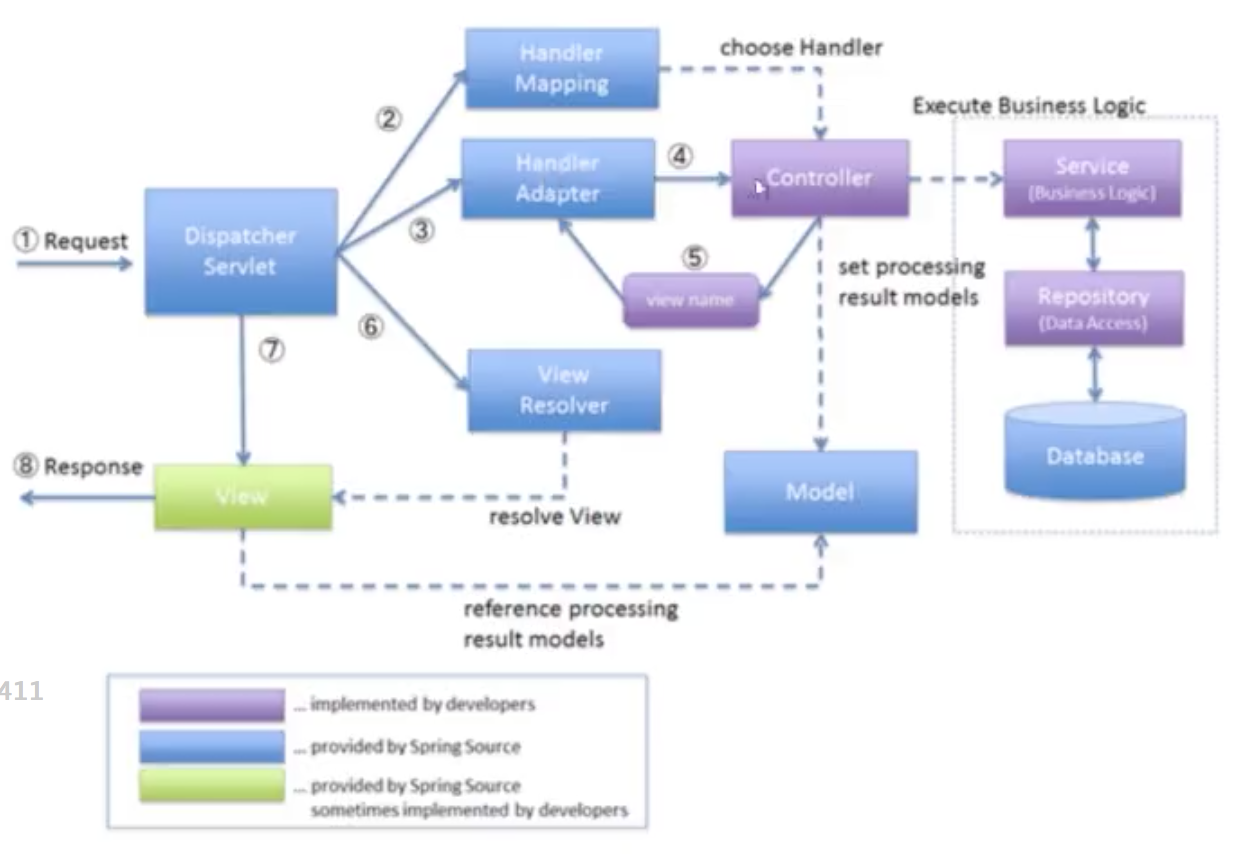 Handler
Mapping
choose Handler
Execute Business Logic
②
Handler
Adapter
④
Controller
Service
(Business Logic)
① Request
Dispatcher
Servlet
③
⑤
view name
set processing
result models
Repository
(Data Access)
⑥
⑦
View
Resolver
Database
⑧ Response
View
resolve View
Model
reference processing
result models
411
... implemented by developers
... provided by Spring Source
... provided by Spring Source
sometimes implemented by developers